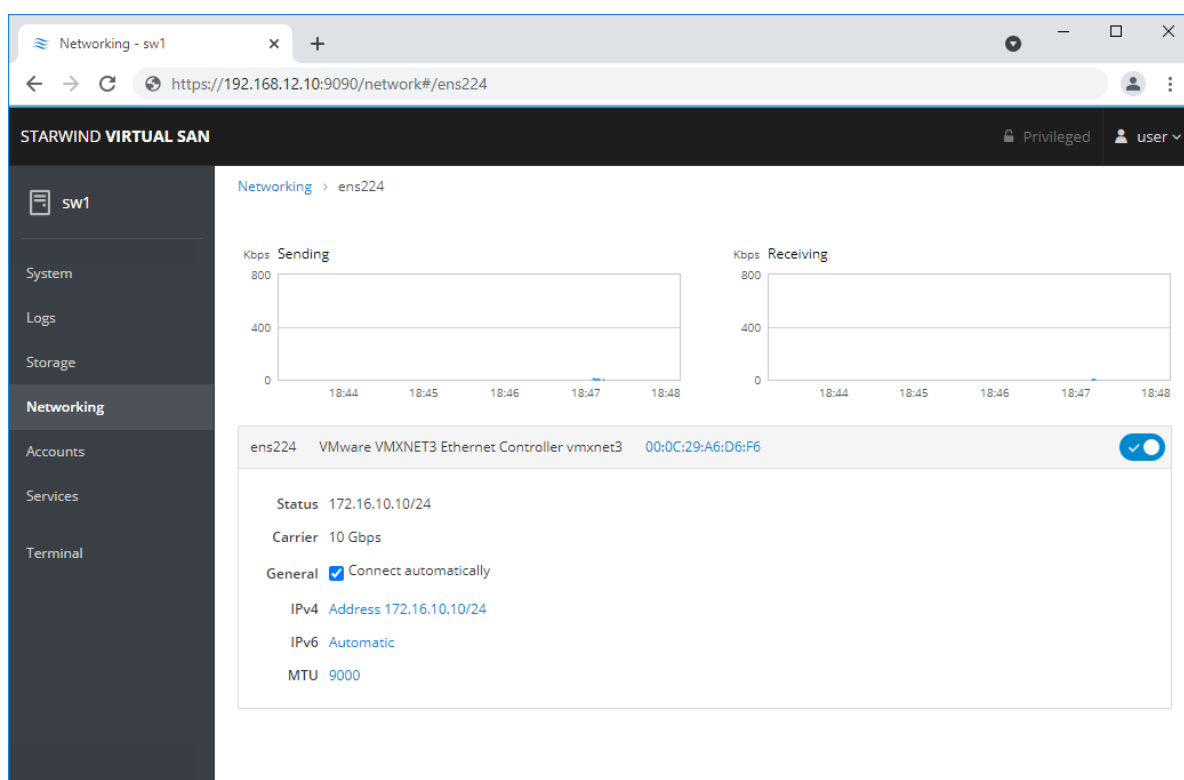 Networking - sw1
https://192.168.12.10:9090/network#/ens224
STARWIND VIRTUAL SAN
Privileged
user
sw1
System
Logs
Storage
Networking
Accounts
Services
Terminal
Networking > ens224
Kbps Sending
800
400
0
18:44 18:45 18:46 18:47 18:48
Kbps Receiving
800
400
0
18:44 18:45 18:46 18:47 18:48
ens224 VMware VMXNET3 Ethernet Controller vmxnet3 00:0C:29:A6:D6:F6
Status 172.16.10.10/24
Carrier 10 Gbps
General Connect automatically
IPv4 Address 172.16.10.10/24
IPv6 Automatic
MTU 9000